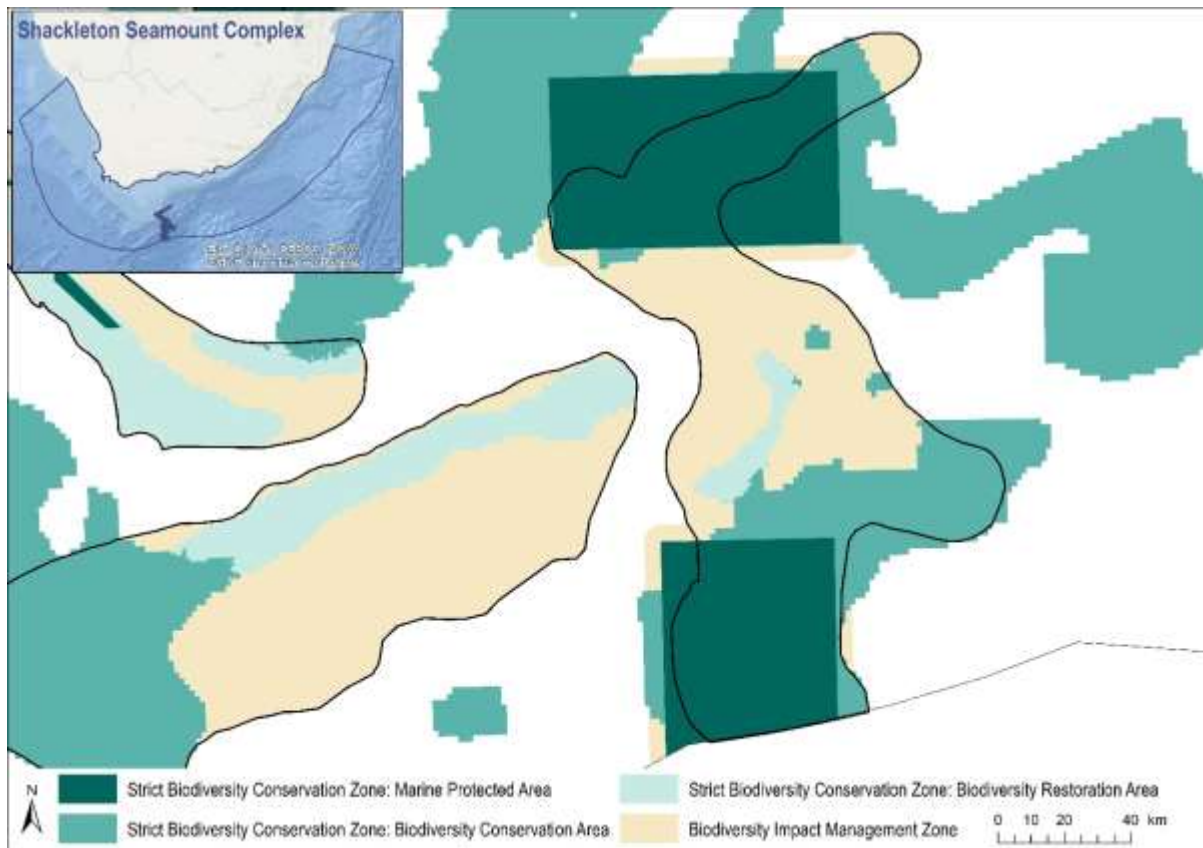 Shackleton Seamount Complex
N
Strict Biodiversity Conservation Zone: Marine Protected Area
Strict Biodiversity Conservation Zone: Biodiversity Restoration Area
Strict Biodiversity Conservation Zone: Biodiversity Conservation Area
Biodiversity Impact Management Zone
0 10 20 40 km